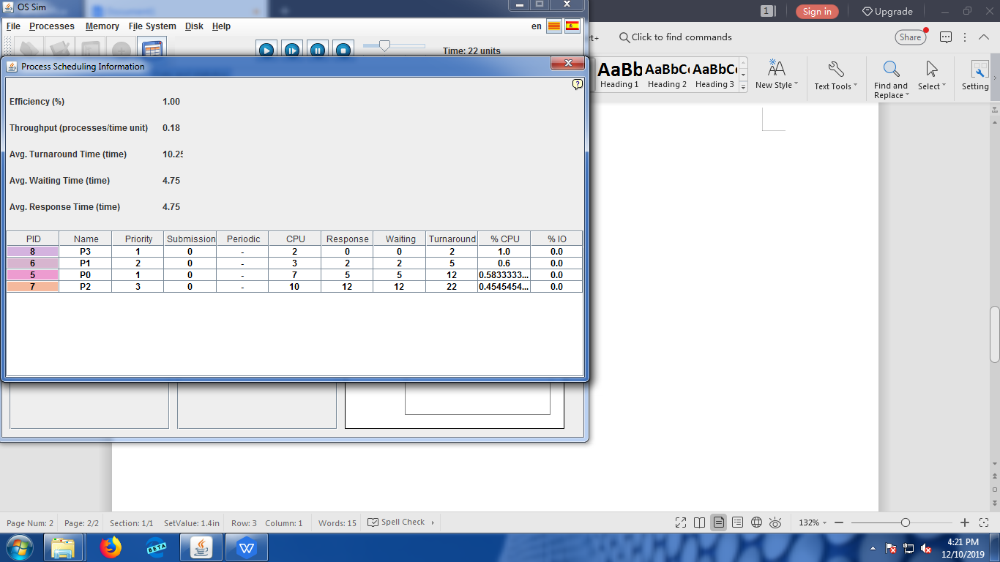 OS Sim
1
Sign in
Upgrade
File Processes Memory File System Disk Help
en
Click to find commands
Share
Time: 22 units
Process Scheduling Information
AaBb AaBbC AaBbC
Heading 1 Heading 2 Heading 3
New Style
Text Tools
Find and
Replace
Select
Setting
Efficiency (%) 1.00
Throughput (processes/time unit) 0.18
Avg. Turnaround Time (time) 10.25
Avg. Waiting Time (time) 4.75
Avg. Response Time (time) 4.75
PID Name Priority Submission Periodic CPU Response Waiting Turnaround % CPU % IO
8 P3 1 0 - 2 0 0 2 1.0 0.0
6 P1 2 0 - 3 2 2 5 0.6 0.0
5 P0 1 0 - 7 5 5 12 0.5833333... 0.0
7 P2 3 0 - 10 12 12 22 0.4545454... 0.0
Page Num: 2 Page: 2/2 Section: 1/1 SetValue: 1.4in Row: 3 Column: 1 Words: 15 Spell Check
132%
BETA
4:21 PM
12/10/2019